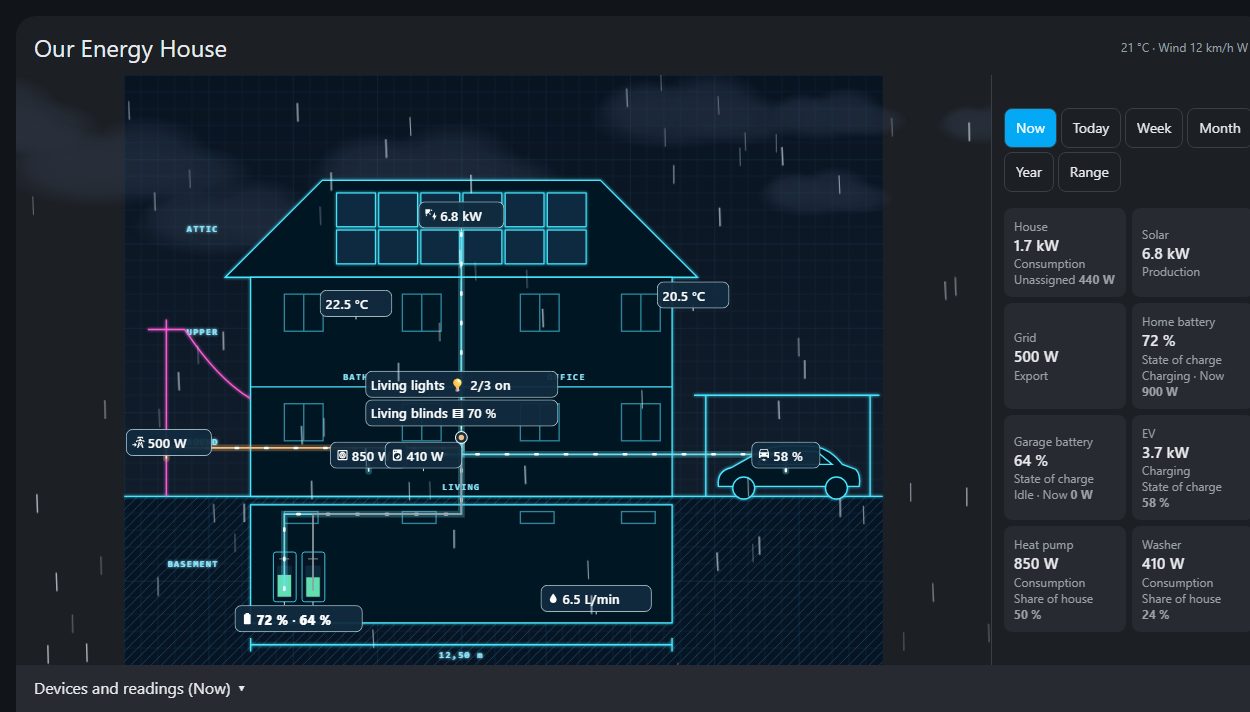 Our Energy House
21 °C · Wind 12 km/h W
Now
Today
Week
Month
Year
Range
6.8 kW
ATTIC
22.5 °C
20.5 °C
UPPER
Living lights 💡 2/3 on
Living blinds 70 %
500 W
850 W
410 W
58 %
LIVING
BASEMENT
6.5 L/min
72 % · 64 %
12,50 m
House
1.7 kW
Consumption
Unassigned 440 W
Solar
6.8 kW
Production
Grid
500 W
Export
Home battery
72 %
State of charge
Charging · Now
900 W
Garage battery
64 %
State of charge
Idle · Now 0 W
EV
3.7 kW
Charging
State of charge
58 %
Heat pump
850 W
Consumption
Share of house
50 %
Washer
410 W
Consumption
Share of house
24 %
Devices and readings (Now) ▾